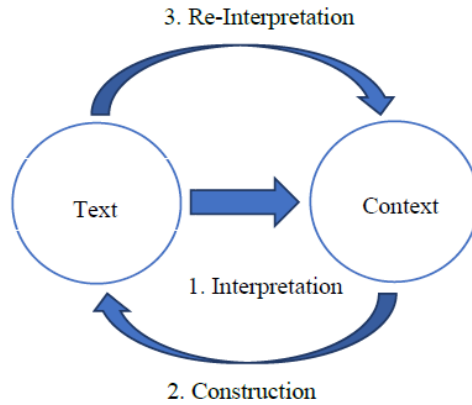 3. Re-Interpretation
Text
Context
1. Interpretation
2. Construction